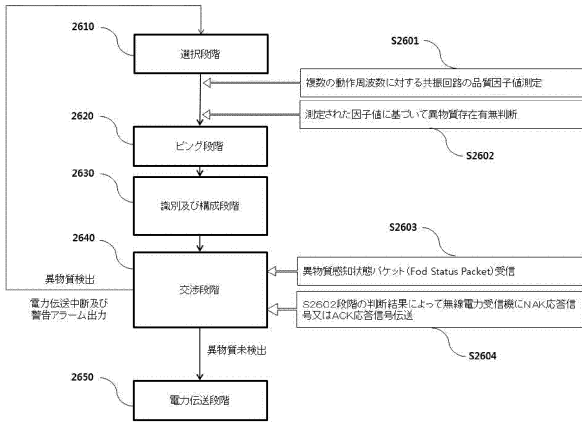 2610
選択段階
S2601
複数の動作周波数に対する共振回路の品質因子値測定
測定された因子値に基づいて異物質存在有無判断
S2602
2620
ピング段階
2630
識別及び構成段階
2640
交渉段階
S2603
異物質感知状態パケット(Fod Status Packet)受信
S2602段階の判断結果によって無線電力受信機にNAK応答信
号又はACK応答信号伝送
S2604
異物質検出
電力伝送中断及び
警告アラーム出力
異物質未検出
2650
電力伝送段階